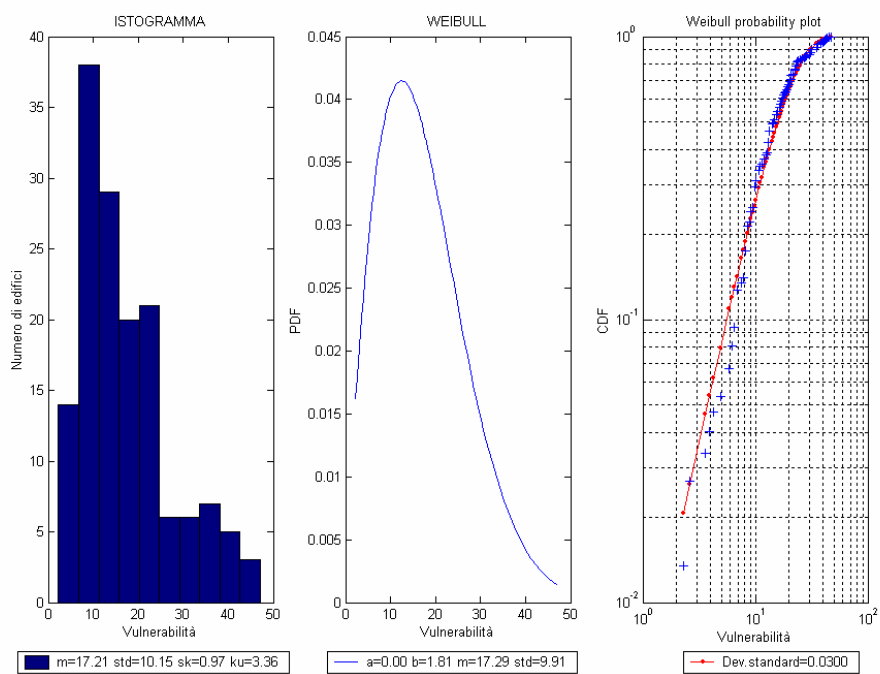 ISTOGRAMMA
40
35
30
25
20
15
10
5
0
Numero di edifici
0 10 20 30 40 50
Vulnerabilità
m=17.21 std=10.15 sk=0.97 ku=3.36
WEIBULL
0.045
0.04
0.035
0.03
0.025
0.02
0.015
0.01
0.005
0
PDF
0 10 20 30 40 50
Vulnerabilità
a=0.00 b=1.81 m=17.29 std=9.91
Weibull probability plot
10^0
10^-1
10^-2
CDF
10^0 10^1 10^2
Vulnerabilità
Dev.standard=0.0300